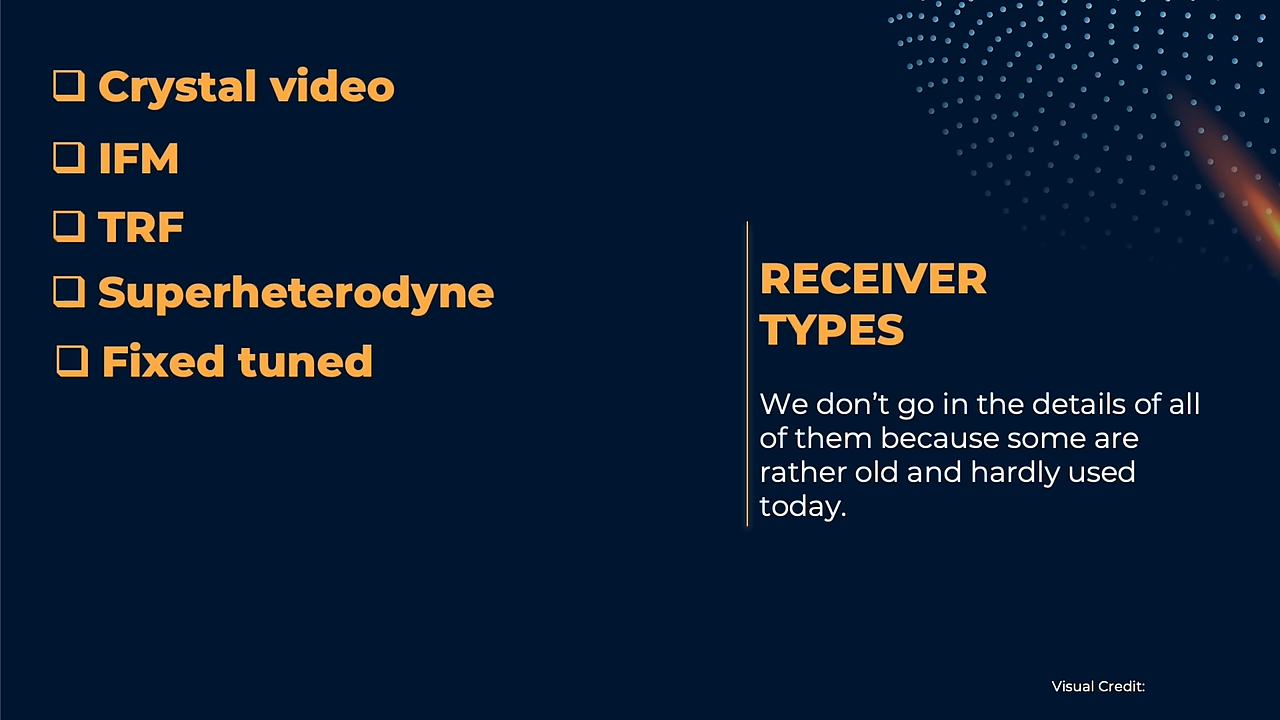 ❑ Crystal video
❑ IFM
❑ TRF
❑ Superheterodyne
❑ Fixed tuned
RECEIVER
TYPES
We don’t go in the details of all
of them because some are
rather old and hardly used
today.
Visual Credit: